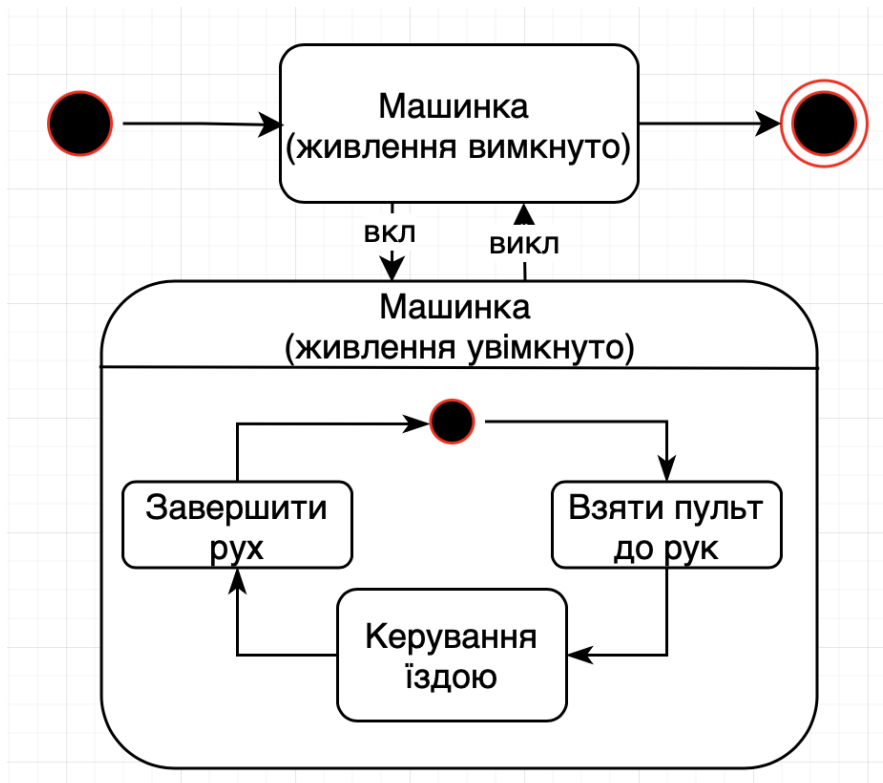 Машинка
(живлення вимкнуто)
вкл
викл
Машинка
(живлення увімкнуто)
Завершити
рух
Взяти пульт
до рук
Керування
їздою